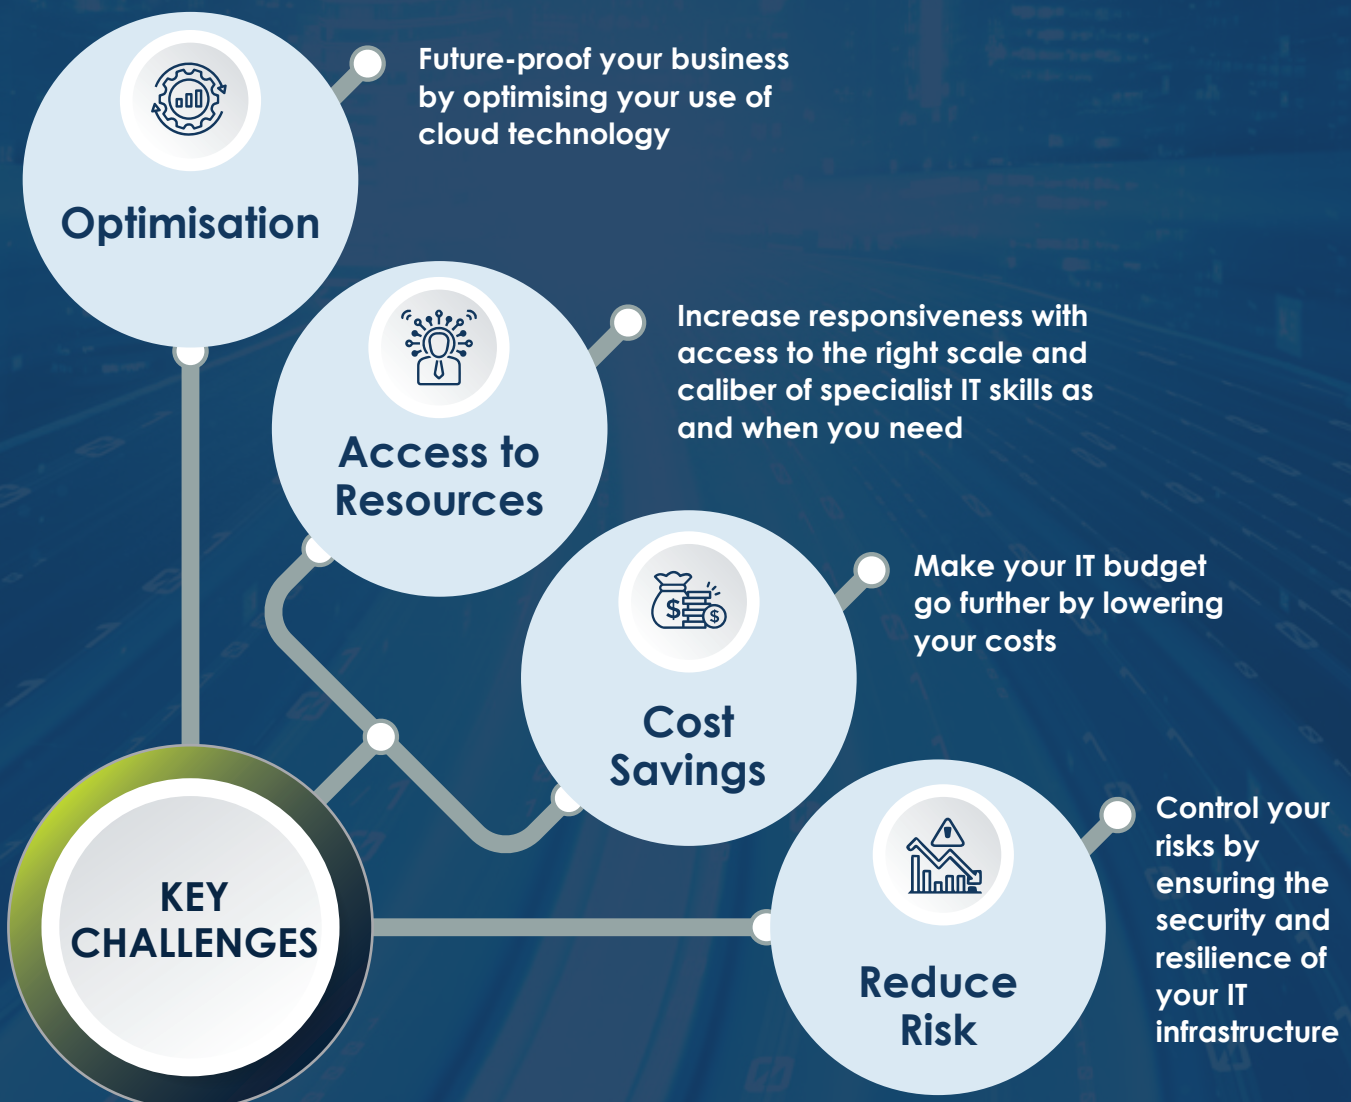 Optimisation
Future-proof your business
by optimising your use of
cloud technology
Access to
Resources
Increase responsiveness with
access to the right scale and
caliber of specialist IT skills as
and when you need
Cost
Savings
$
$
Make your IT budget
go further by lowering
your costs
Reduce
Risk
Control your
risks by
ensuring the
security and
resilience of
your IT
infrastructure
KEY
CHALLENGES